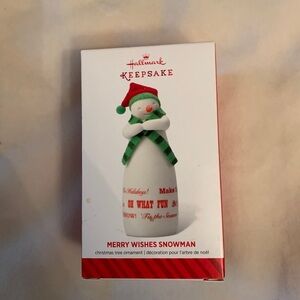 Hallmark
KEEPSAKE
Holidays! Make
OH WHAT FUN
SNOW! 'Tis the Season
MERRY WISHES SNOWMAN
christmas tree ornament | décoration pour l'arbre de noël